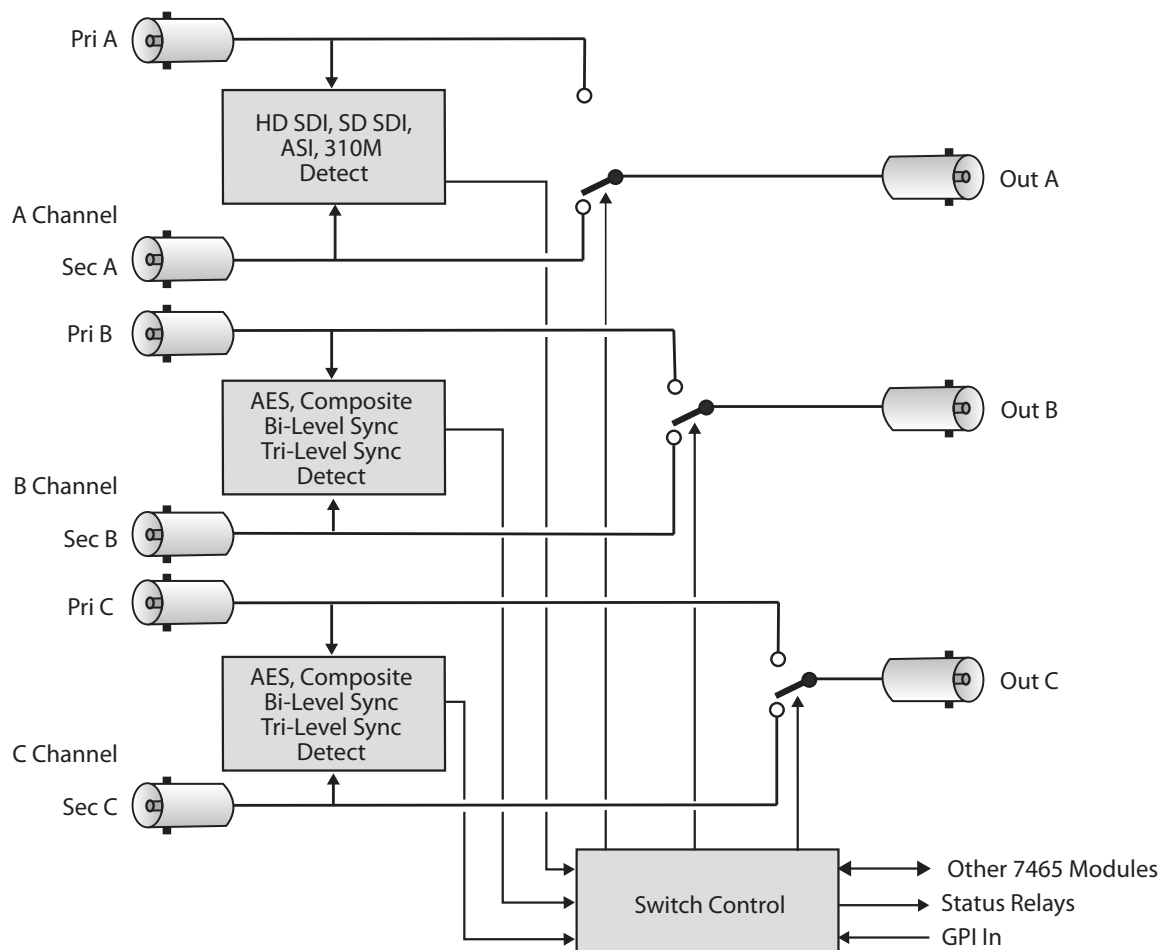 Pri A
HD SDI, SD SDI,
ASI, 310M
Detect
Out A
A Channel
Sec A
Pri B
AES, Composite
Bi-Level Sync
Tri-Level Sync
Detect
Out B
B Channel
Sec B
Pri C
AES, Composite
Bi-Level Sync
Tri-Level Sync
Detect
Out C
C Channel
Sec C
Switch Control
Other 7465 Modules
Status Relays
GPI In